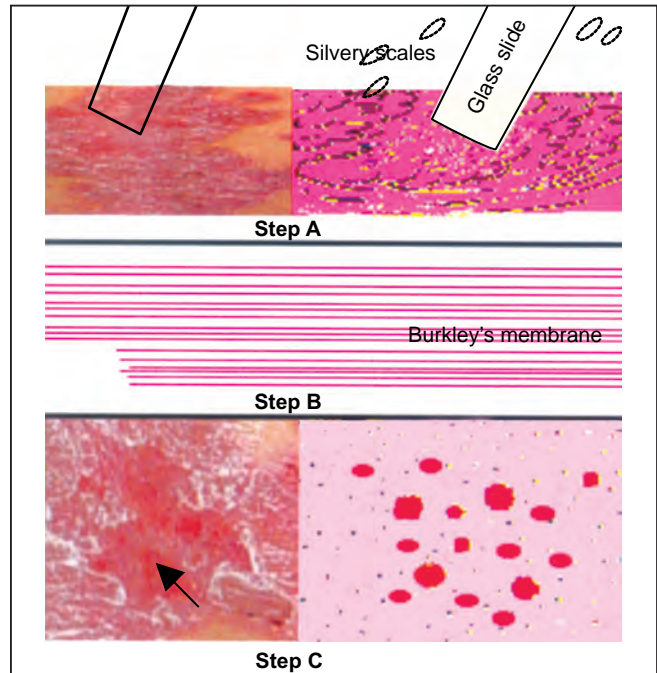 Silvery scales
Glass slide
Step A
Burkley’s membrane
Step B
Step C